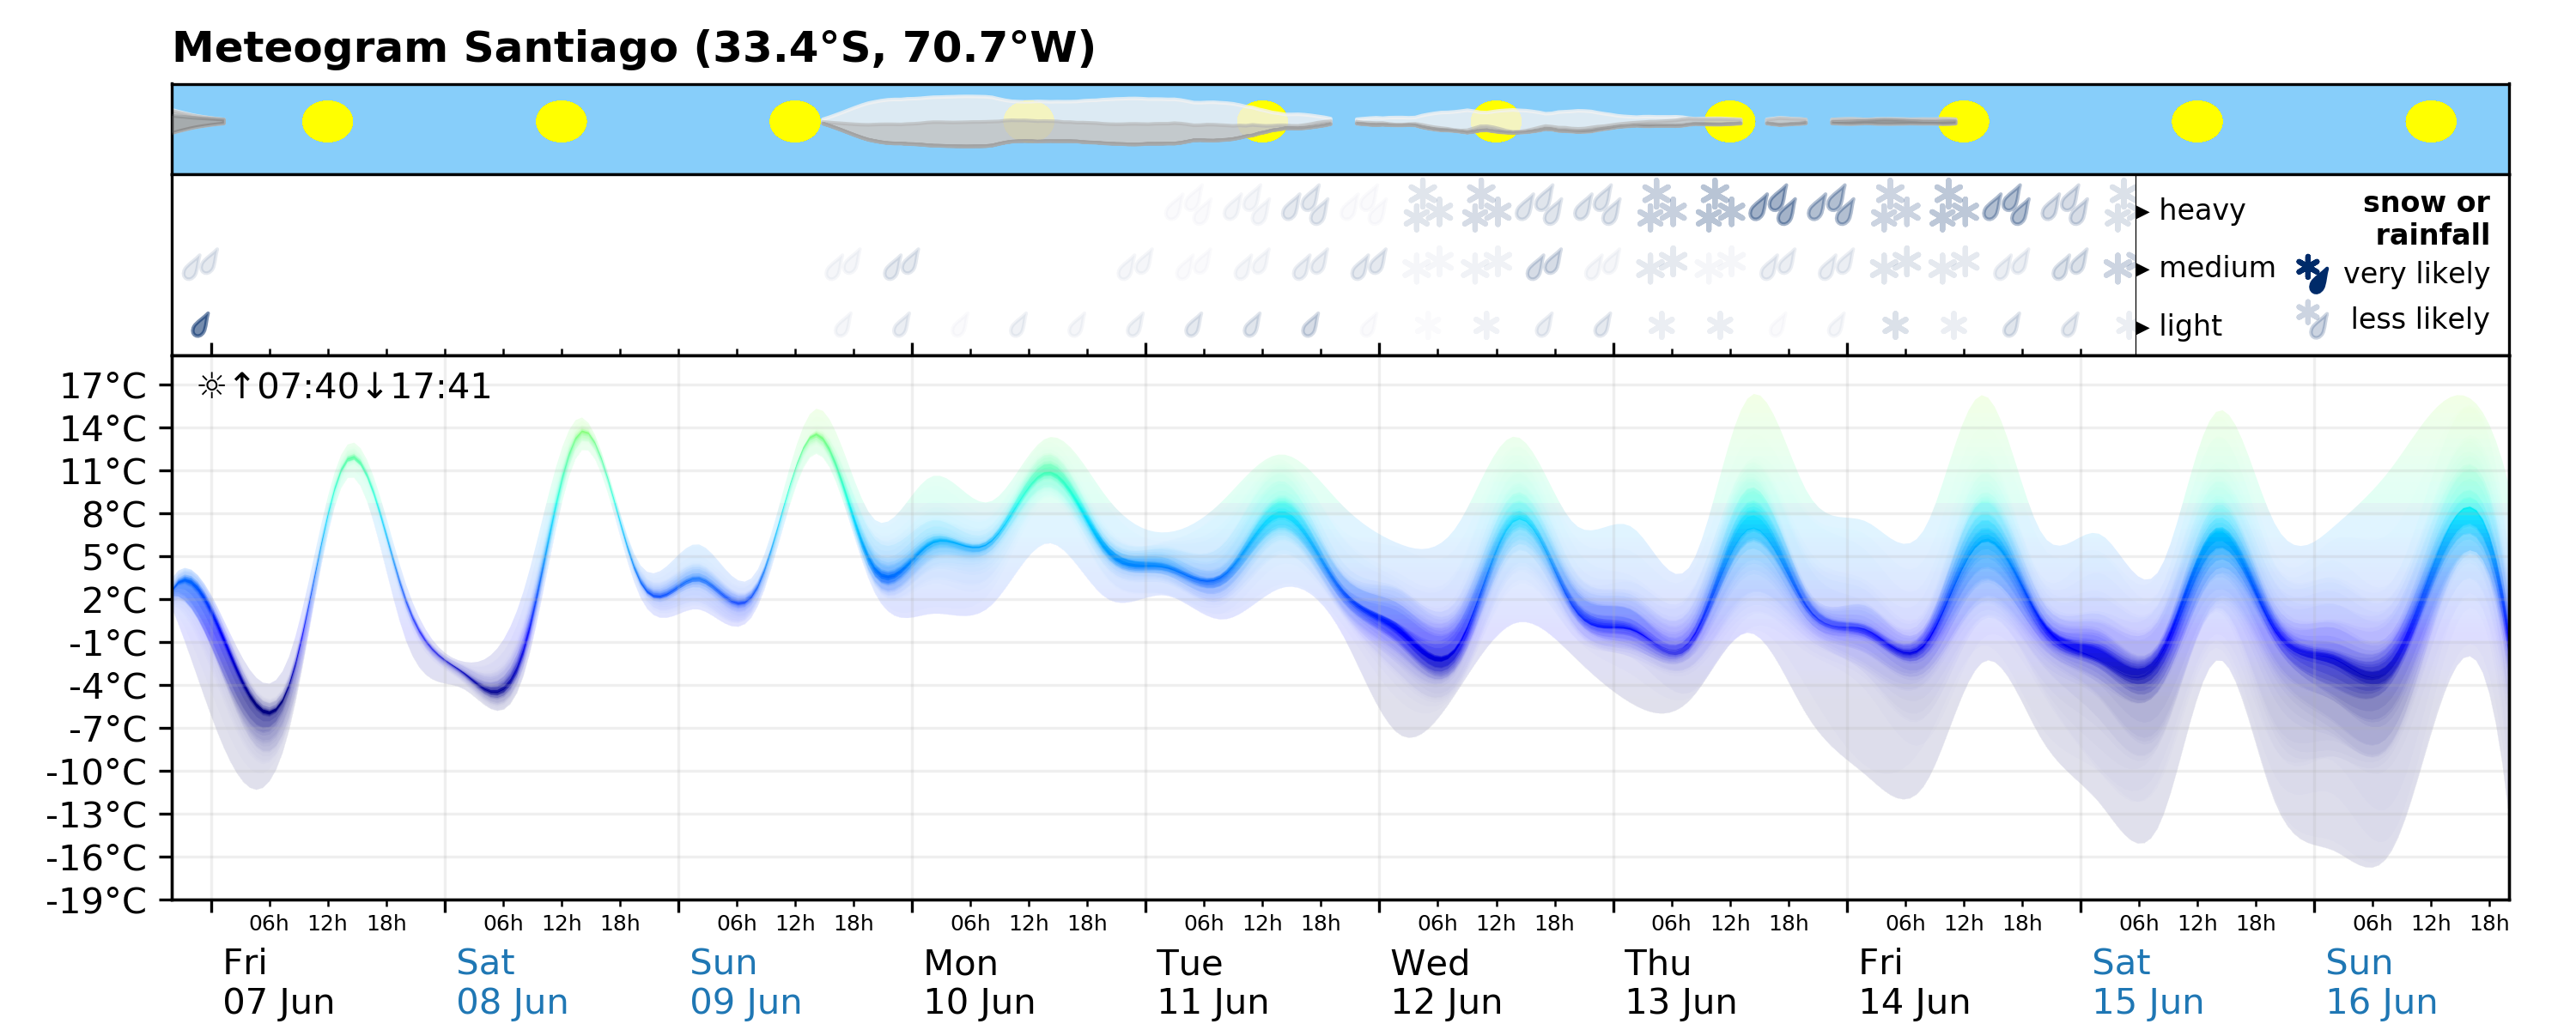 Meteogram Santiago (33.4°S, 70.7°W)
heavy
medium
light
snow or
rainfall
very likely
less likely
☼↑07:40↓17:41
17°C
14°C
11°C
8°C
5°C
2°C
-1°C
-4°C
-7°C
-10°C
-13°C
-16°C
-19°C
06h 12h 18h 06h 12h 18h 06h 12h 18h 06h 12h 18h 06h 12h 18h 06h 12h 18h 06h 12h 18h 06h 12h 18h 06h 12h 18h 06h 12h 18h
Fri Sat Sun Mon Tue Wed Thu Fri Sat Sun
07 Jun 08 Jun 09 Jun 10 Jun 11 Jun 12 Jun 13 Jun 14 Jun 15 Jun 16 Jun